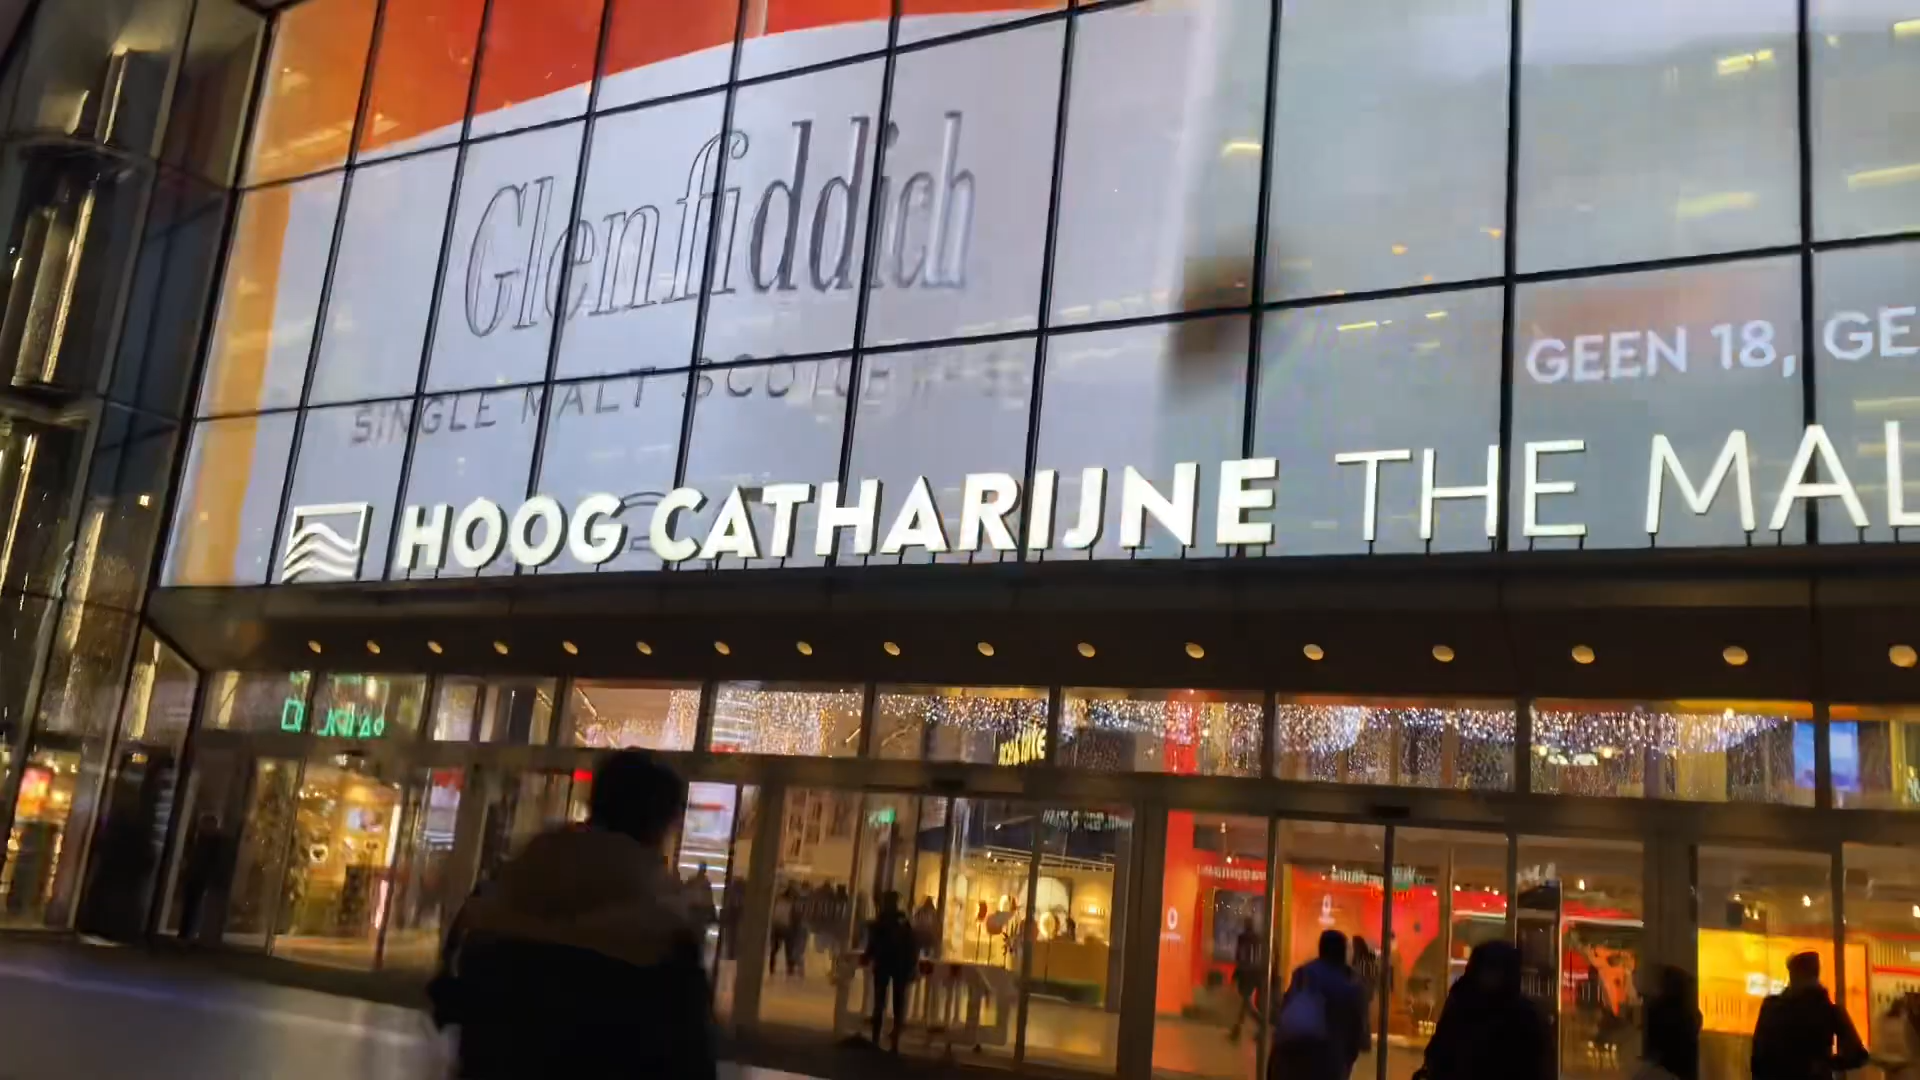 Glenfiddich
SINGLE MALT SCOTCH
GEEN 18, GE
HOOG CATHARIJNE THE MAL